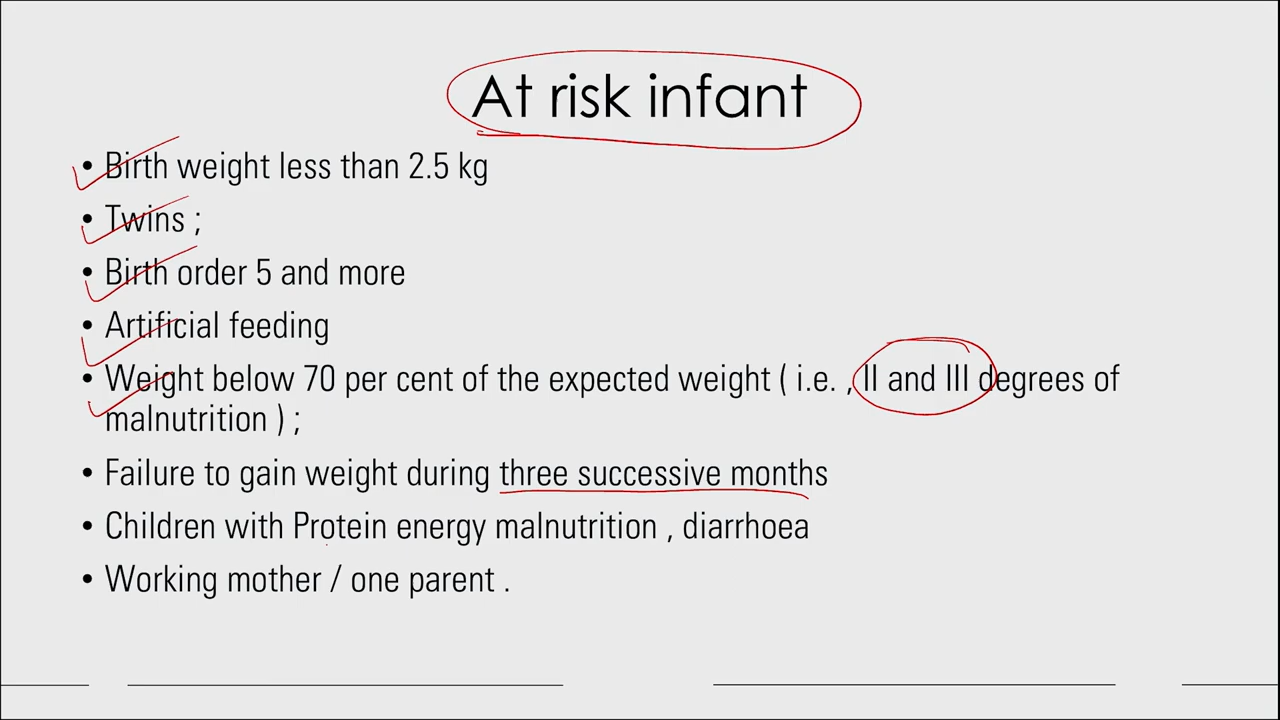 At risk infant
• Birth weight less than 2.5 kg
• Twins ;
• Birth order 5 and more
• Artificial feeding
• Weight below 70 per cent of the expected weight ( i.e. , II and III degrees of
malnutrition ) ;
• Failure to gain weight during three successive months
• Children with Protein energy malnutrition , diarrhoea
• Working mother / one parent .